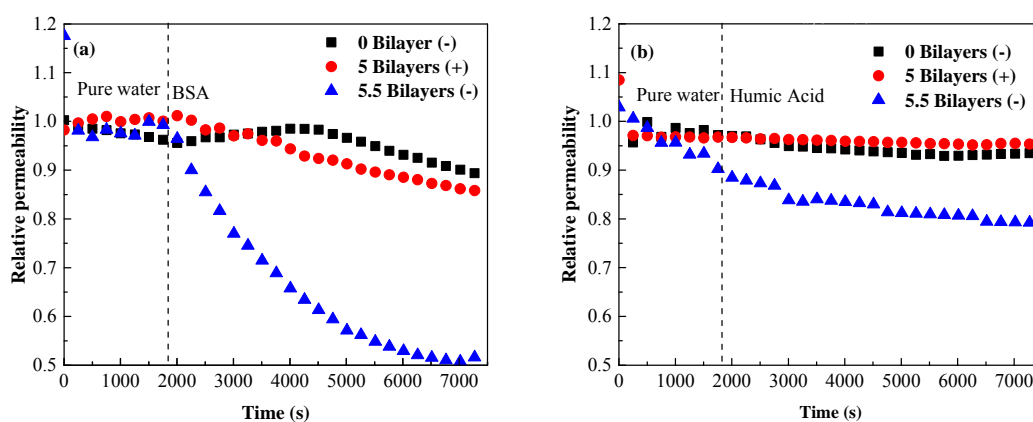 (a)
0 Bilayer (-)
5 Bilayers (+)
5.5 Bilayers (-)
Pure water
BSA
Relative permeability
1.2
1.1
1.0
0.9
0.8
0.7
0.6
0.5
0 1000 2000 3000 4000 5000 6000 7000
Time (s)
(b)
0 Bilayers (-)
5 Bilayers (+)
5.5 Bilayers (-)
Pure water
Humic Acid
Relative permeability
1.2
1.1
1.0
0.9
0.8
0.7
0.6
0.5
0 1000 2000 3000 4000 5000 6000 7000
Time (s)